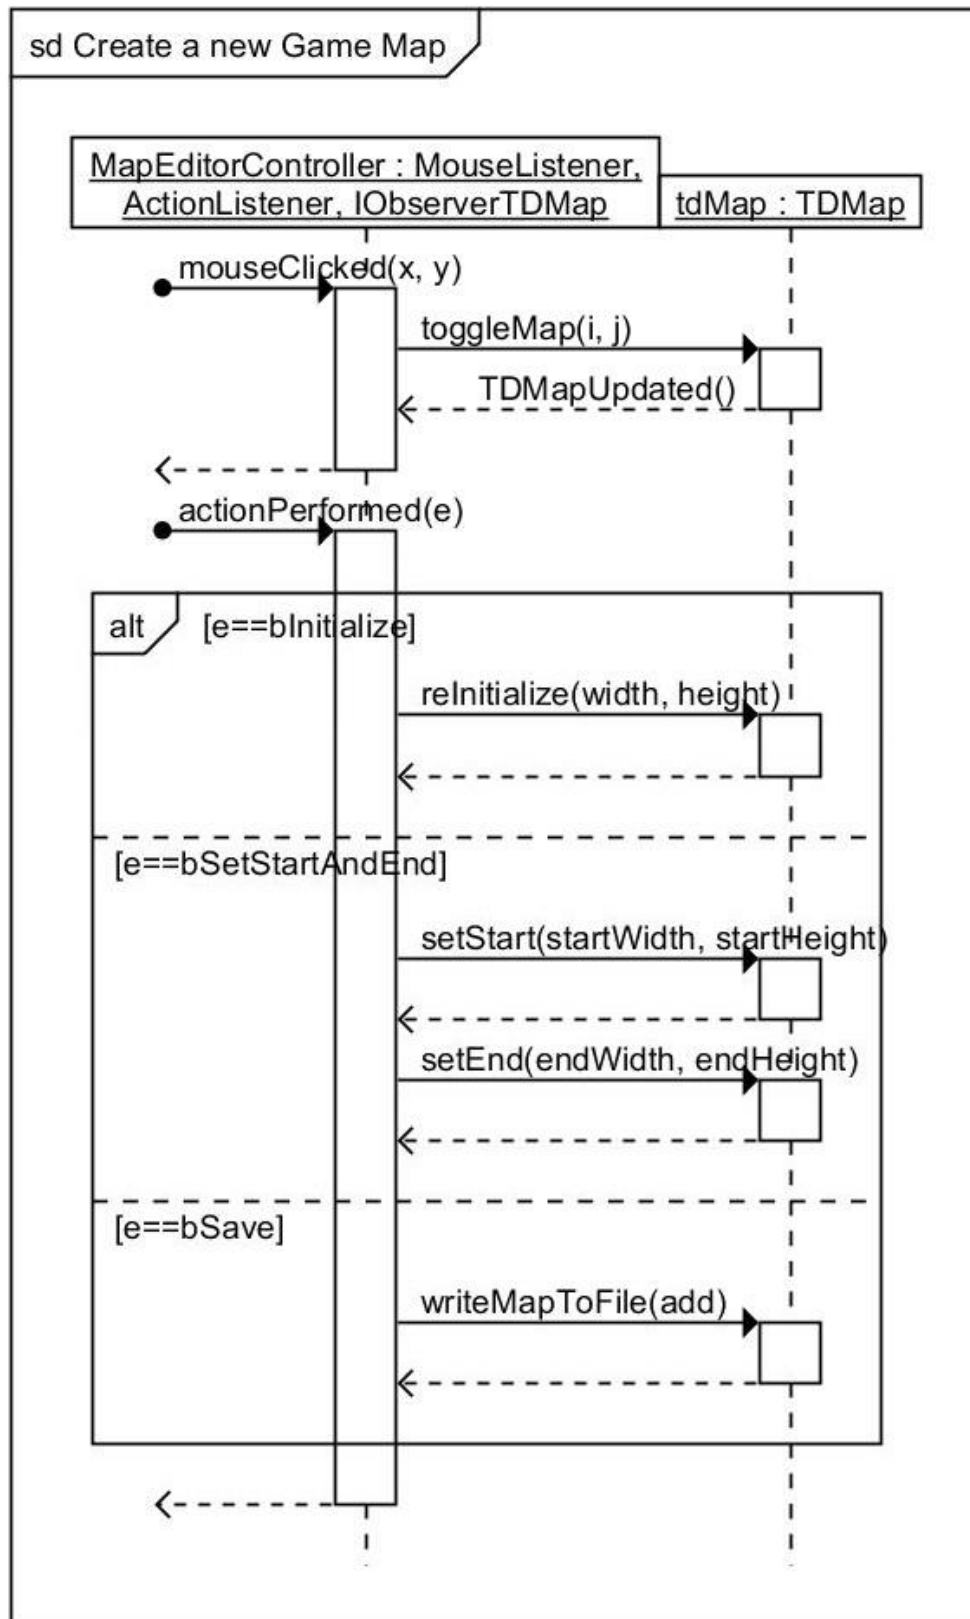 sd Create a new Game Map
MapEditorController : MouseListener,
ActionListener, IObserverTDMap
tdMap : TDMap
mouseClicked(x, y)
toggleMap(i, j)
TDMapUpdated()
actionPerformed(e)
alt
[e==bInitialize]
reInitialize(width, height)
[e==bSetStartAndEnd]
setStart(startWidth, startHeight)
setEnd(endWidth, endHeight)
[e==bSave]
writeMapToFile(add)